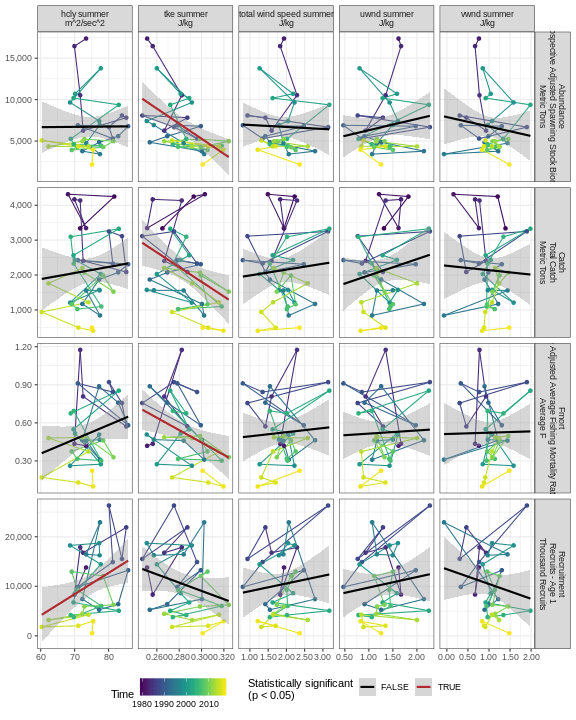 hcly summer
m^2/sec^2
tke summer
J/kg
total wind speed summer
J/kg
uwnd summer
J/kg
vwnd summer
J/kg
15,000
10,000
5,000
Abundance
Adjusted Spawning Stock
Metric Tons
4,000
3,000
2,000
1,000
Catch
Total Catch
Metric Tons
1.20
0.90
0.60
0.30
Fmort
Adjusted Average Fishing Mortality
Average F
20,000
10,000
0
Recruitment
Recruits - Age 1
Thousand Recruits
60 70 80
0.260 0.280 0.300 0.320
1.00 1.50 2.00 2.50 3.00
0.50 1.00 1.50 2.00
0.00 0.50 1.00 1.50 2.00
Time
1980 1990 2000 2010
Statistically significant
(p < 0.05)
FALSE
TRUE